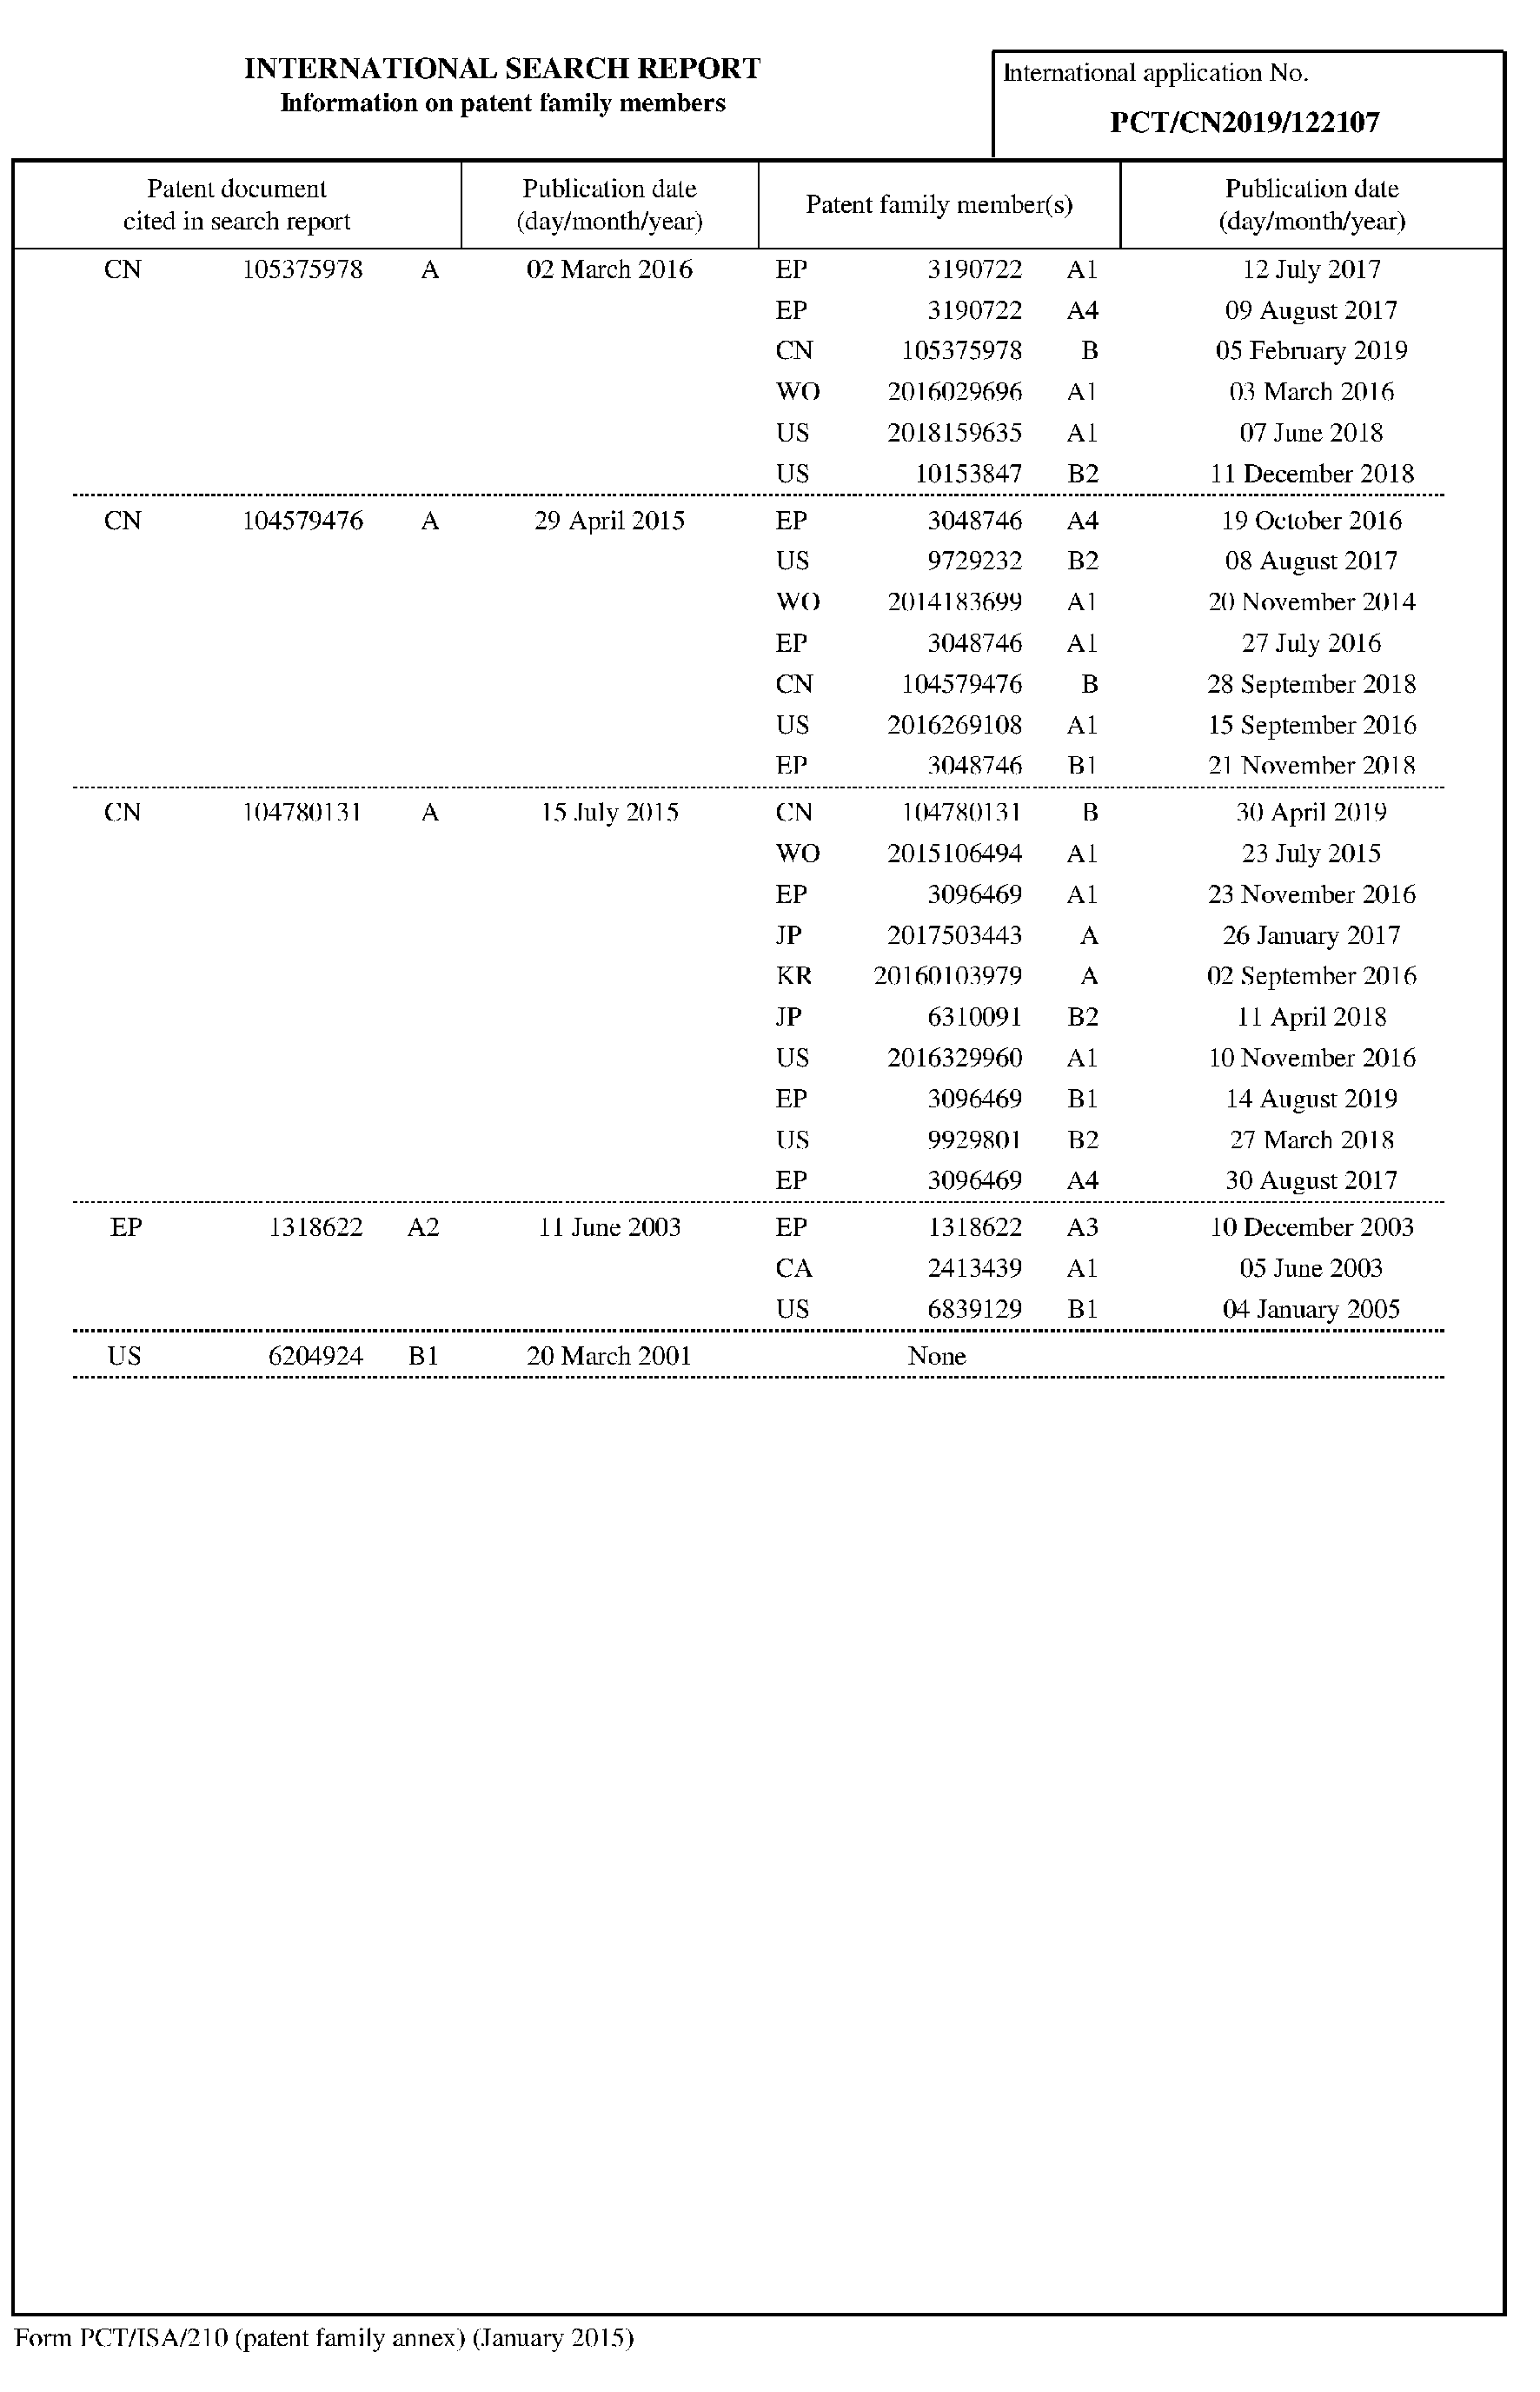 INTERNATIONAL SEARCH REPORT
Information on patent family members
International application No.
PCT/CN2019/122107
Patent document
cited in search report
Publication date
(day/month/year)
Patent family member(s)
Publication date
(day/month/year)
CN 105375978 A 02 March 2016 EP 3190722 A1 12 July 2017
EP 3190722 A4 09 August 2017
CN 105375978 B 05 February 2019
WO 2016029696 A1 03 March 2016
US 2018159635 A1 07 June 2018
US 10153847 B2 11 December 2018
CN 104579476 A 29 April 2015 EP 3048746 A4 19 October 2016
US 9729232 B2 08 August 2017
WO 2014183699 A1 20 November 2014
EP 3048746 A1 27 July 2016
CN 104579476 B 28 September 2018
US 2016269108 A1 15 September 2016
EP 3048746 B1 21 November 2018
CN 104780131 A 15 July 2015 CN 104780131 B 30 April 2019
WO 2015106494 A1 23 July 2015
EP 3096469 A1 23 November 2016
JP 2017503443 A 26 January 2017
KR 20160103979 A 02 September 2016
JP 6310091 B2 11 April 2018
US 2016329960 A1 10 November 2016
EP 3096469 B1 14 August 2019
US 9929801 B2 27 March 2018
EP 3096469 A4 30 August 2017
EP 1318622 A2 11 June 2003 EP 1318622 A3 10 December 2003
CA 2413439 A1 05 June 2003
US 6839129 B1 04 January 2005
US 6204924 B1 20 March 2001 None
Form PCT/ISA/210 (patent family annex) (January 2015)